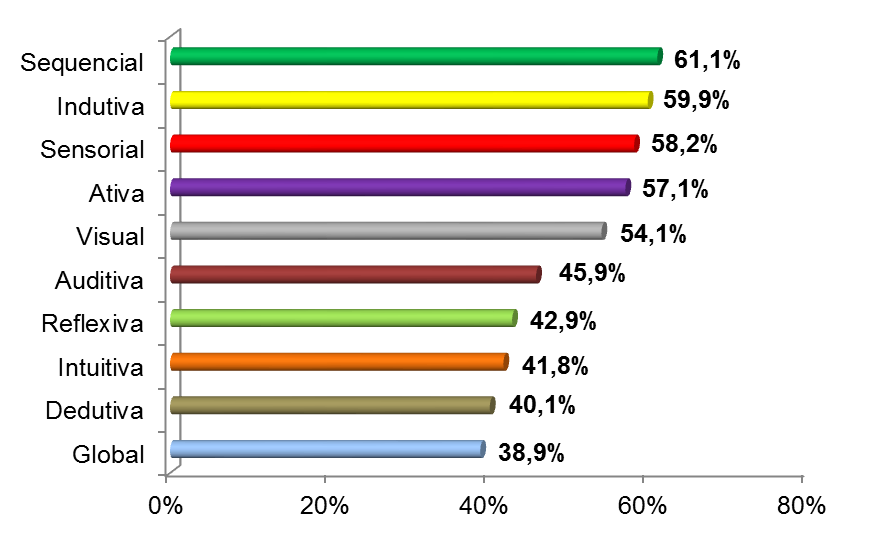 Sequencial 61,1%
Indutiva 59,9%
Sensorial 58,2%
Ativa 57,1%
Visual 54,1%
Auditiva 45,9%
Reflexiva 42,9%
Intuitiva 41,8%
Dedutiva 40,1%
Global 38,9%
0% 20% 40% 60% 80%